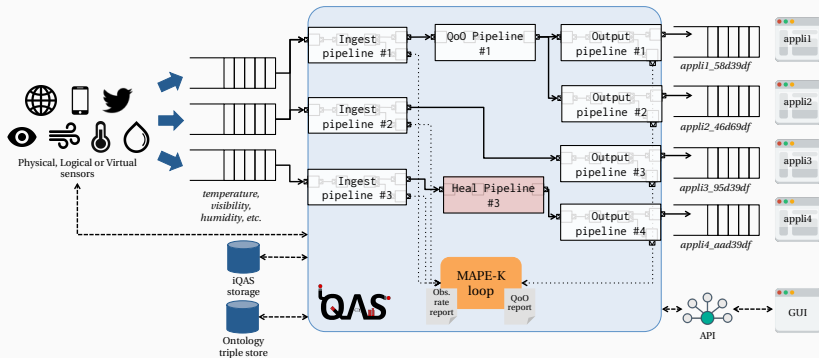 Physical, Logical or Virtual
sensors
temperature,
visibility,
humidity, etc.
iQAS
storage
Ontology
triple store
Ingest
pipeline #1
Ingest
pipeline #2
Ingest
pipeline #3
QoO Pipeline
#1
Heal Pipeline
#3
Output
pipeline #1
Output
pipeline #2
Output
pipeline #3
Output
pipeline #4
iQAS
MAPE-K
loop
Obs.
rate
report
QoO
report
appli1_58d39df
appli2_46d69df
appli3_95d39df
appli4_aad39df
appli1
appli2
appli3
appli4
API
GUI